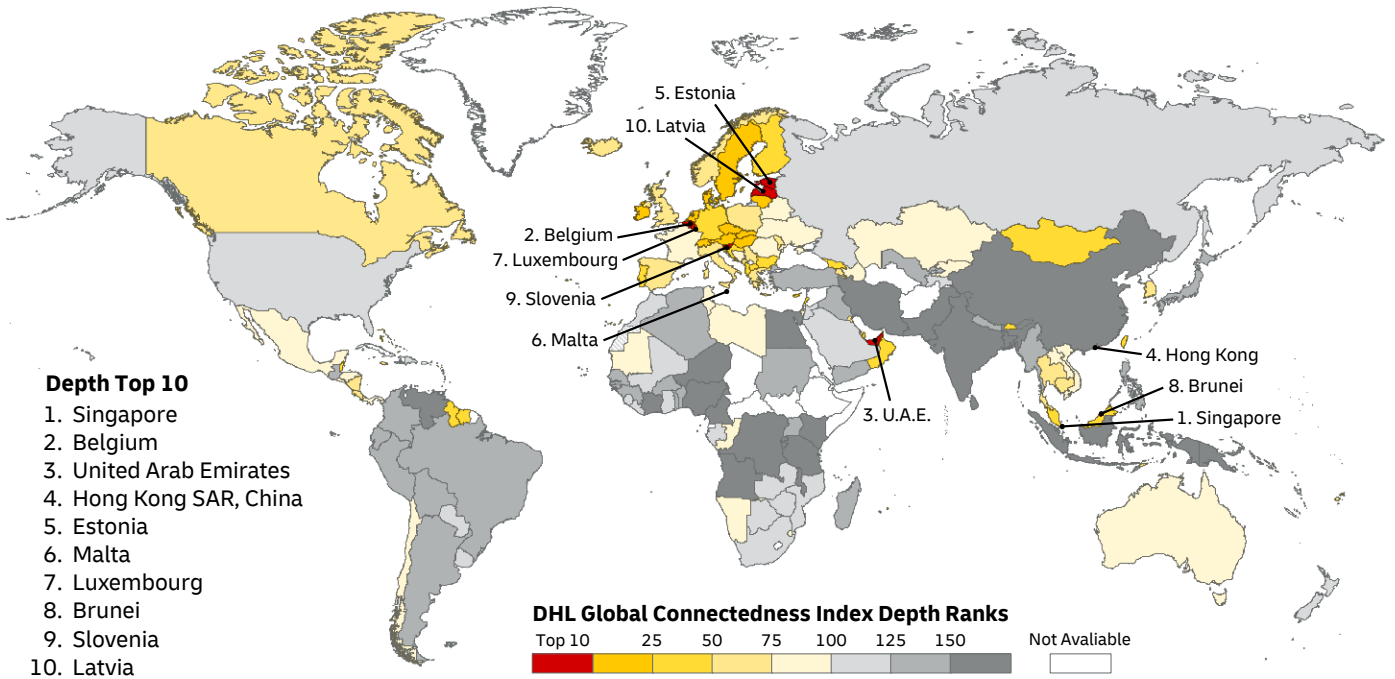 5. Estonia
10. Latvia
2. Belgium
7. Luxembourg
9. Slovenia
6. Malta
4. Hong Kong
8. Brunei
1. Singapore
3. U.A.E.
Depth Top 10
1. Singapore
2. Belgium
3. United Arab Emirates
4. Hong Kong SAR, China
5. Estonia
6. Malta
7. Luxembourg
8. Brunei
9. Slovenia
10. Latvia
DHL Global Connectedness Index Depth Ranks
Top 10 25 50 75 100 125 150 Not Avaliable